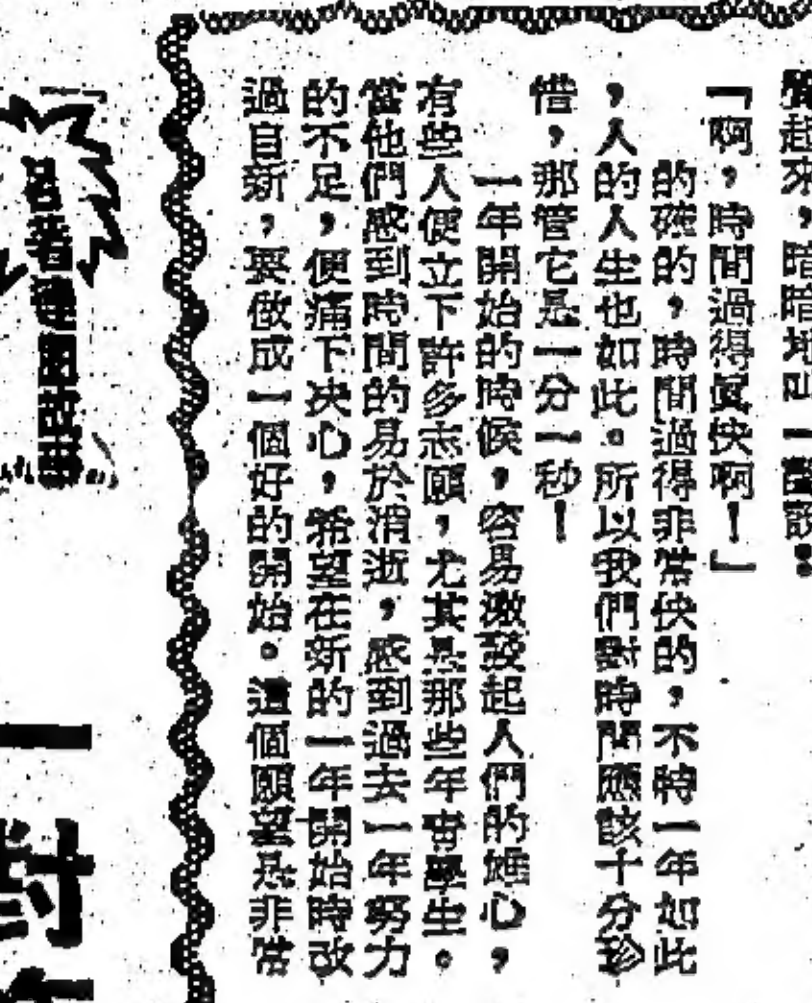 起來，暗暗地叫一聲說：
「啊，時間過得眞快啊！」
的確的，時間過得非常快的，不時一年如此
，人的人生也如此。所以我們對時間應該十分珍
惜，那管它是一分一秒！
一年開始的時候，容易激發起人們的雄心，
有些人便立下許多志願，尤其是那些年青學生。
當他們感到時間的易於消逝，感到過去一年努力
的不足，便痛下決心，希望在新的一年開始時改
過自新，要做成一個好的開始。這個願望是非常
一對